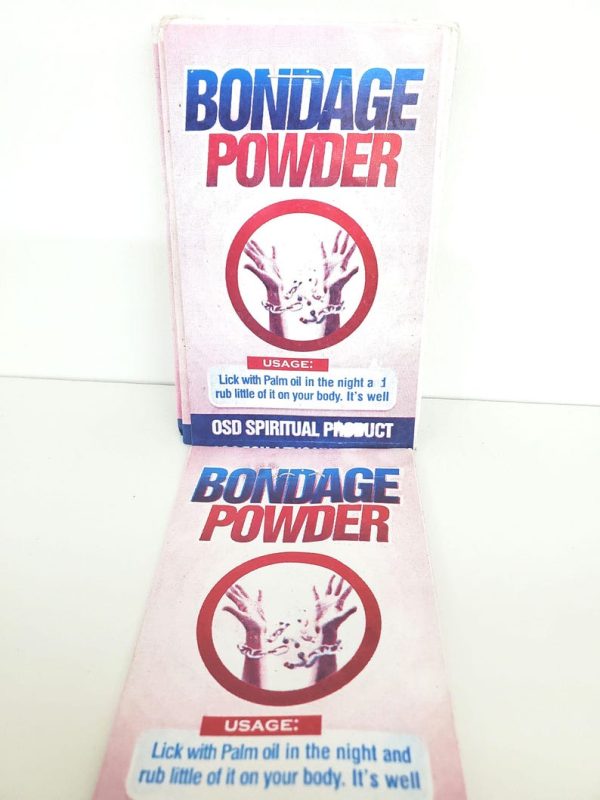 BONDAGE
POWDER
USAGE:
Lick with Palm oil in the night a d
rub little of it on your body. It's well
OSD SPIRITUAL PRODUCT
BONDAGE
POWDER
USAGE:
Lick with Palm oil in the night and
rub little of it on your body. It's well